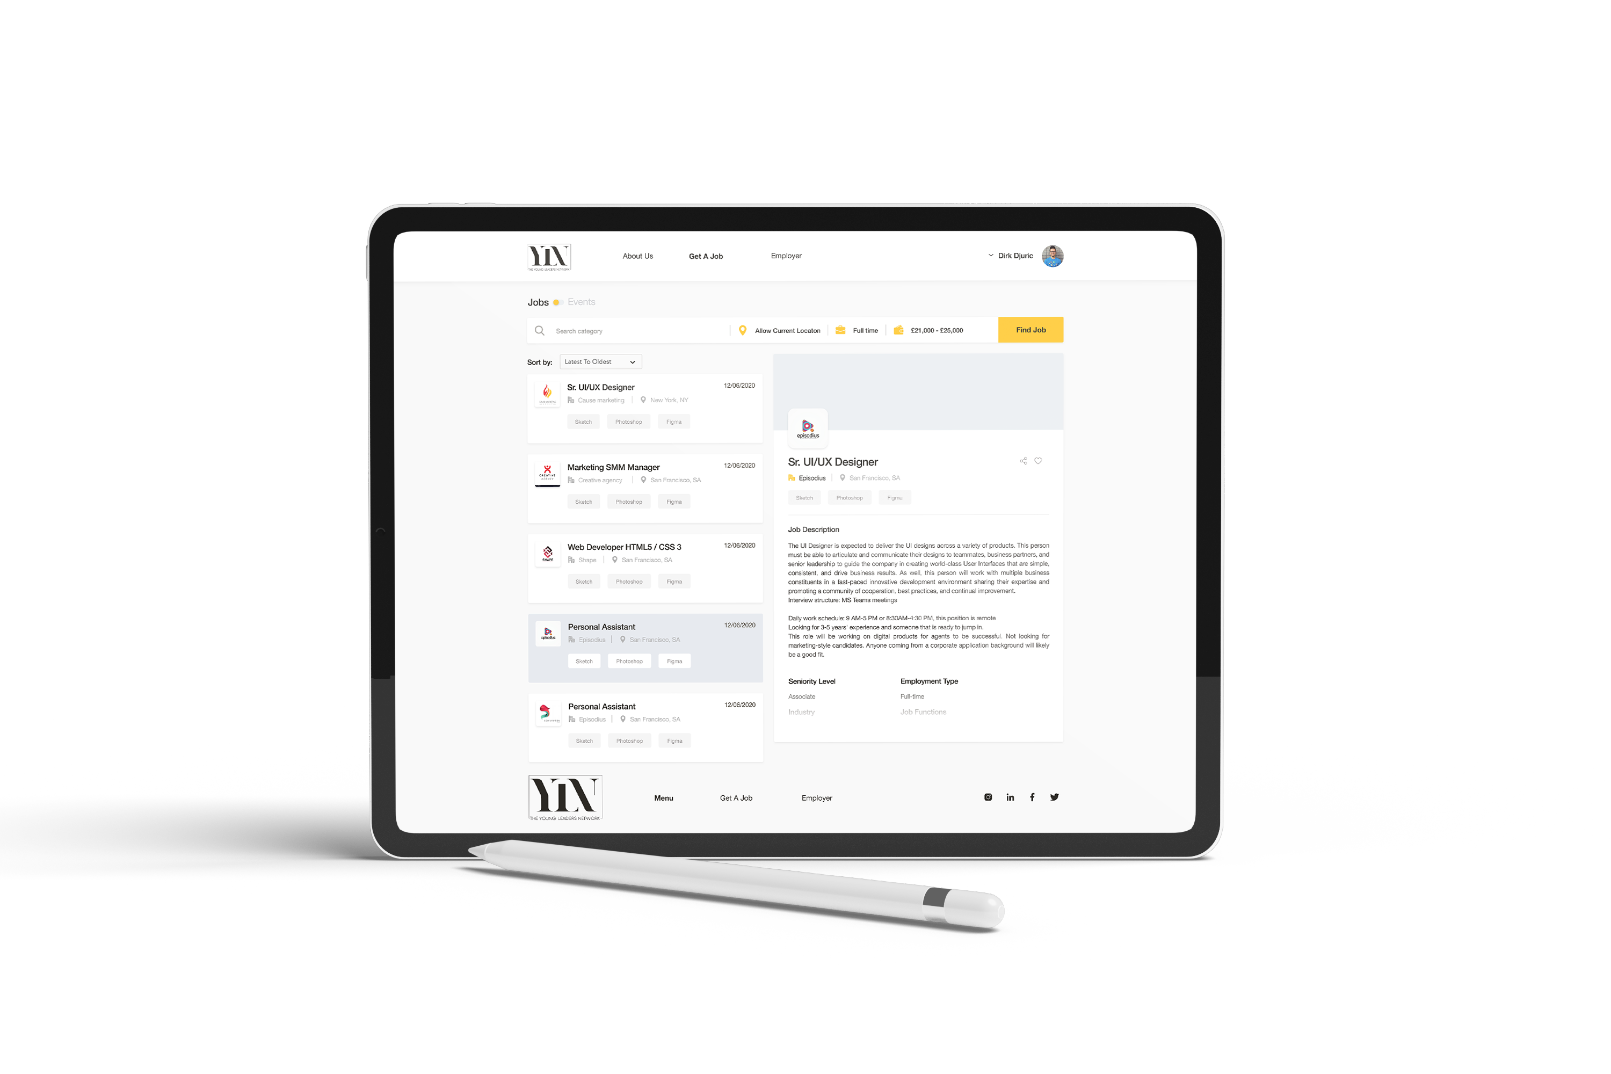 YLN
THE YOUNG LEADERS NETWORK
About Us
Get A Job
Employer
Dirk Djuric
Jobs
Events
Search category
Allow Current Locaton
Full time
£21,000 - £26,000
Find Job
Sort by:
Latest To Oldest
Sr. UI/UX Designer
12/06/2020
Cause marketing
New York, NY
Sketch
Photoshop
Figma
Marketing SMM Manager
12/06/2020
Creative agency
San Francisco, SA
Sketch
Photoshop
Figma
Web Developer HTML5 / CSS 3
12/06/2020
Shape
San Francisco, SA
Sketch
Photoshop
Figma
episodius
Personal Assistant
12/06/2020
Episodius
San Francisco, SA
Sketch
Photoshop
Figma
Personal Assistant
12/06/2020
Episodius
San Francisco, SA
Sketch
Photoshop
Figma
episodius
Sr. UI/UX Designer
Episodius
San Francisco, SA
Sketch
Photoshop
Figma
Job Description
The UI Designer is expected to deliver the UI designs across a variety of products. This person
must be able to articulate and communicate their designs to teammates, business partners, and
senior leadership to guide the company in creating world-class User Interfaces that are simple,
consistent, and drive business results. As well, this person will work with multiple business
constituents in a fast-paced innovative development environment sharing their expertise and
promoting a community of cooperation, best practices, and continual improvement.
Interview structure: MS Teams meetings
Daily work schedule: 9 AM-5 PM or 8:30AM-4:30 PM, this position is remote
Looking for 3-5 years' experience and someone that is ready to jump in.
This role will be working on digital products for agents to be successful. Not looking for
marketing-style candidates. Anyone coming from a corporate application background will likely
be a good fit.
Seniority Level
Employment Type
Associate
Full-time
Industry
Job Functions
YLN
THE YOUNG LEADERS NETWORK
Menu
Get A Job
Employer